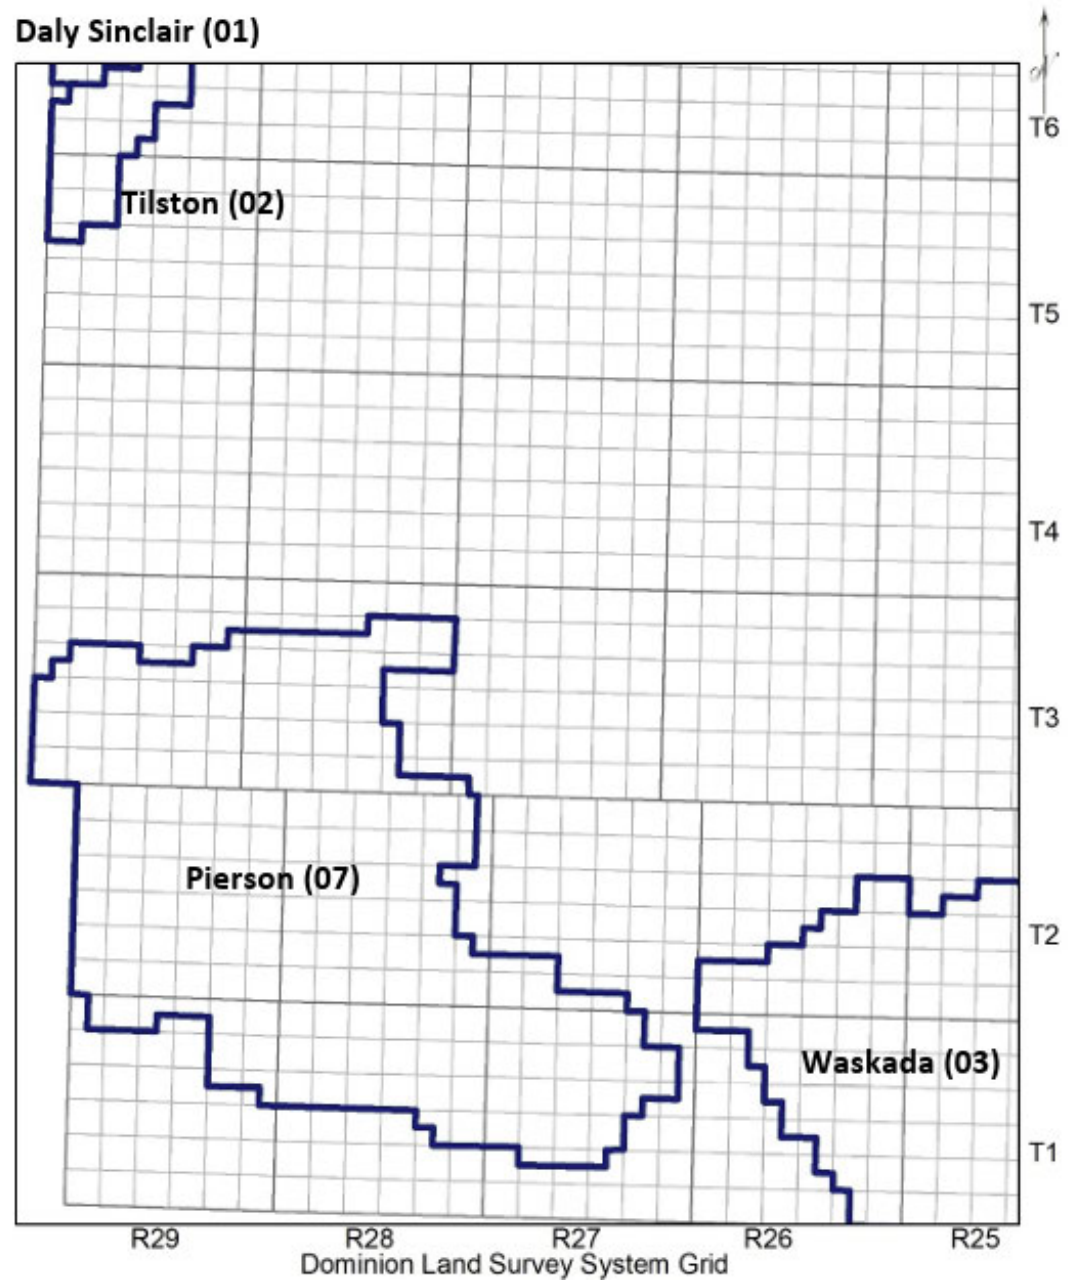 Daly Sinclair (01)
T6
Tilston (02)
T5
T4
T3
Pierson (07)
T2
Waskada (03)
T1
R29 R28 R27 R26 R25
Dominion Land Survey System Grid